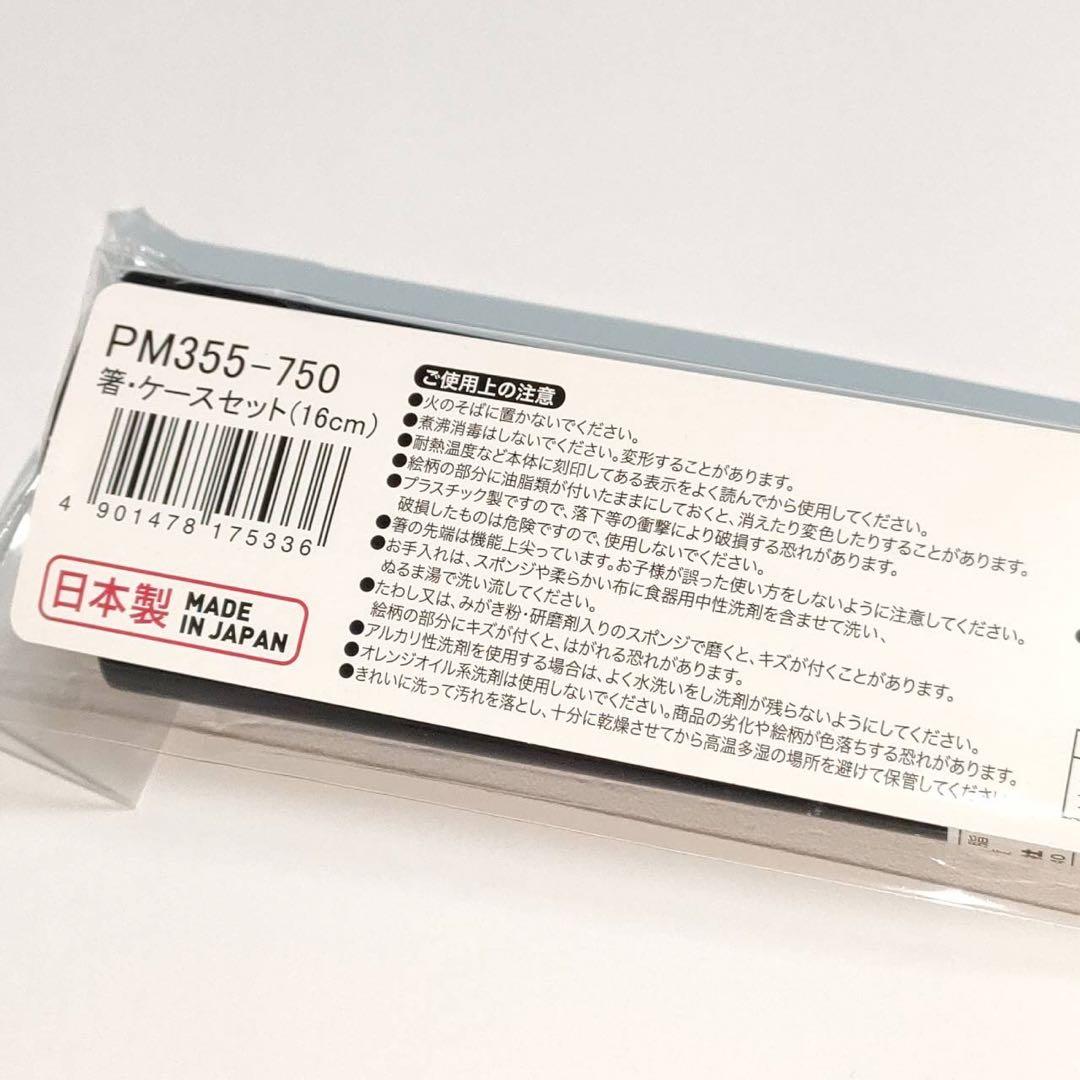 PM355-750
箸・ケースセット(16cm)
4 901478 175336
日本製 MADE
IN JAPAN
ご使用上の注意
●火のそばに置かないでください。
●煮沸消毒はしないでください。変形することがあります。
●耐熱温度など本体に刻印してある表示をよく読んでから使用してください。
●絵柄の部分に油脂類が付いたままにしておくと、消えたり変色したりすることがあります。
●プラスチック製ですので、落下等の衝撃により破損する恐れがあります。
破損したものは危険ですので、使用しないでください。
●箸の先端は機能上尖っています。お子様が誤った使い方をしないように注意してください。
●お手入れは、スポンジや柔らかい布に食器用中性洗剤を含ませて洗い、
ぬるま湯で洗い流してください。
●たわし又は、みがき粉・研磨剤入りのスポンジで磨くと、キズが付くことがあります。
絵柄の部分にキズが付くと、はがれる恐れがあります。
●アルカリ性洗剤を使用する場合は、よく水洗いをし洗剤が残らないようにしてください。
●オレンジオイル系洗剤は使用しないでください。商品の劣化や絵柄が色落ちする恐れがあります。
●きれいに洗って汚れを落とし、十分に乾燥させてから高温多湿の場所を避けて保管してください